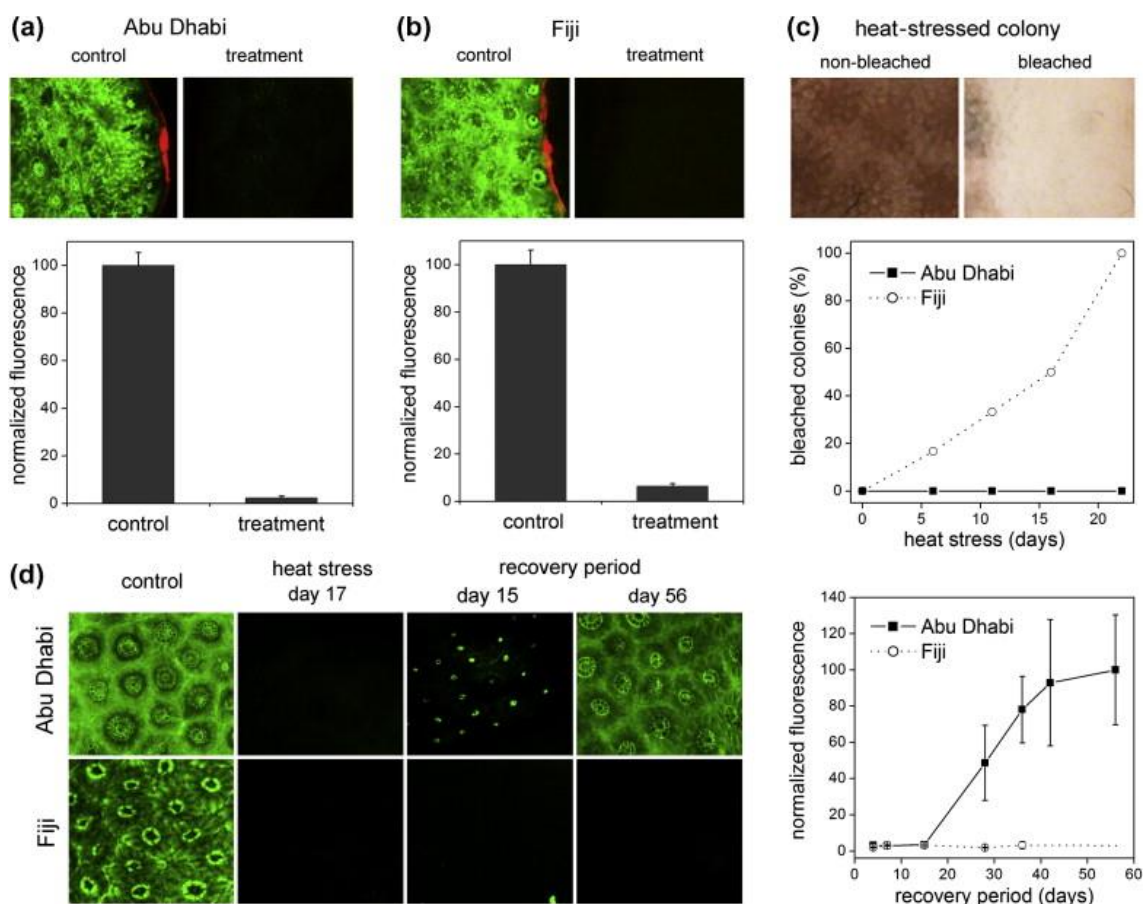 (a) Abu Dhabi
control treatment
normalized fluorescence
100
80
60
40
20
0
control treatment
(b) Fiji
control treatment
normalized fluorescence
100
80
60
40
20
0
control treatment
(c) heat-stressed colony
non-bleached bleached
bleached colonies (%)
100
80
60
40
20
0
Abu Dhabi
Fiji
0 5 10 15 20
heat stress (days)
(d)
control
heat stress
day 17
recovery period
day 15 day 56
Abu Dhabi
Fiji
normalized fluorescence
140
120
100
80
60
40
20
0
Abu Dhabi
Fiji
0 10 20 30 40 50 60
recovery period (days)